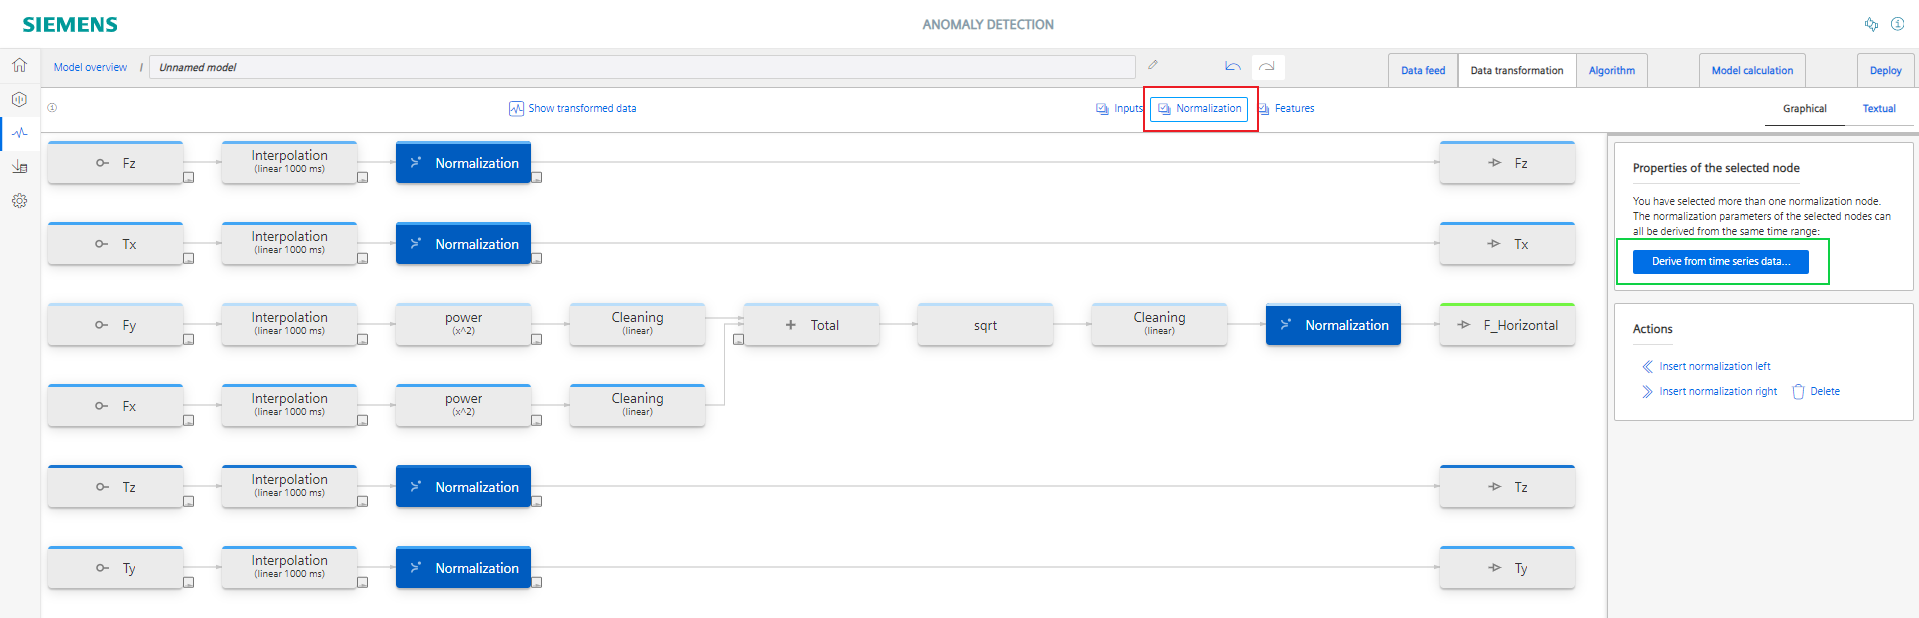 SIEMENS
ANOMALY DETECTION
Model overview / Unnamed model
Data feed
Data transformation
Algorithm
Model calculation
Deploy
Show transformed data
Inputs
Normalization
Features
Graphical
Textual
Fz
Interpolation
(linear 1000 ms)
Normalization
Fz
Tx
Interpolation
(linear 1000 ms)
Normalization
Tx
Fy
Interpolation
(linear 1000 ms)
power
(x^2)
Cleaning
(linear)
+ Total
sqrt
Cleaning
(linear)
Normalization
F_Horizontal
Fx
Interpolation
(linear 1000 ms)
power
(x^2)
Cleaning
(linear)
Tz
Interpolation
(linear 1000 ms)
Normalization
Tz
Ty
Interpolation
(linear 1000 ms)
Normalization
Ty
Properties of the selected node
You have selected more than one normalization node.
The normalization parameters of the selected nodes can
all be derived from the same time range:
Derive from time series data...
Actions
Insert normalization left
Insert normalization right
Delete